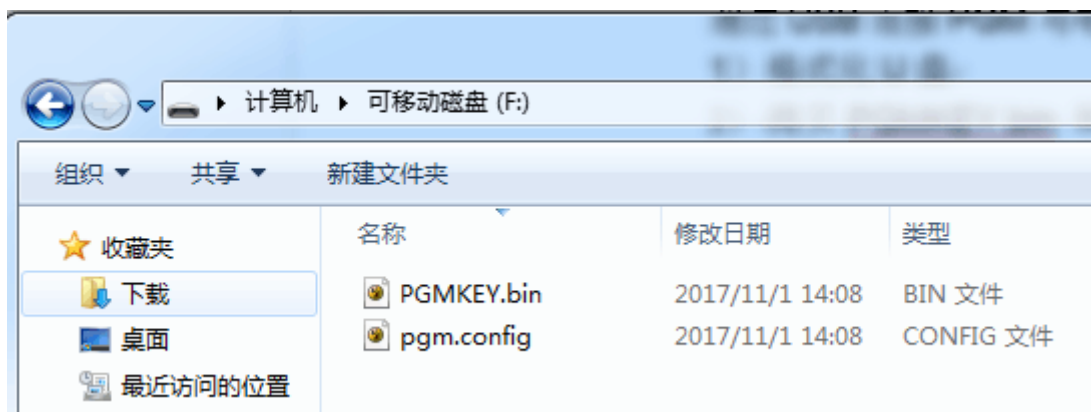 计算机 可移动磁盘 (F:)
组织 共享 新建文件夹
收藏夹
下载
桌面
最近访问的位置
名称 修改日期 类型
PGMKEY.bin 2017/11/1 14:08 BIN 文件
pgm.config 2017/11/1 14:08 CONFIG 文件